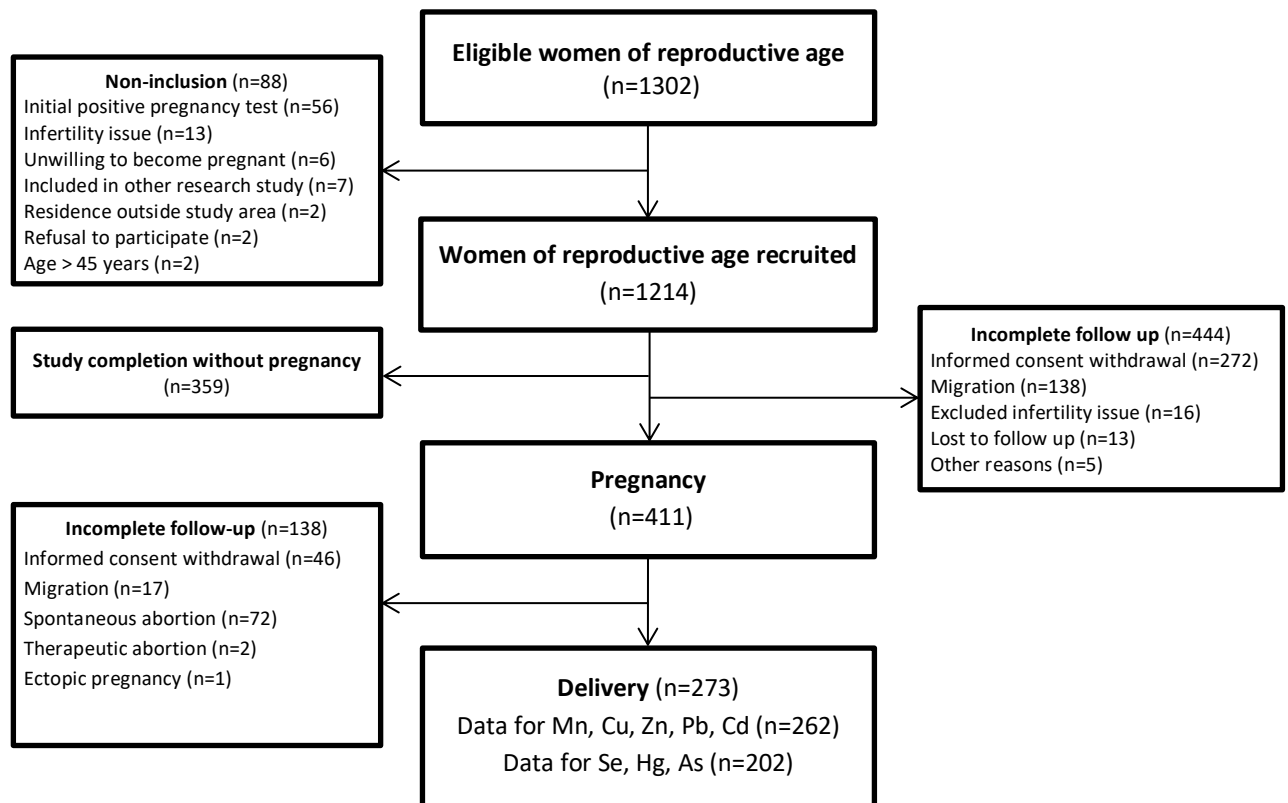 Eligible women of reproductive age
(n=1302)
Non-inclusion (n=88)
Initial positive pregnancy test (n=56)
Infertility issue (n=13)
Unwilling to become pregnant (n=6)
Included in other research study (n=7)
Residence outside study area (n=2)
Refusal to participate (n=2)
Age > 45 years (n=2)
Women of reproductive age recruited
(n=1214)
Study completion without pregnancy
(n=359)
Incomplete follow up (n=444)
Informed consent withdrawal (n=272)
Migration (n=138)
Excluded infertility issue (n=16)
Lost to follow up (n=13)
Other reasons (n=5)
Pregnancy
(n=411)
Incomplete follow-up (n=138)
Informed consent withdrawal (n=46)
Migration (n=17)
Spontaneous abortion (n=72)
Therapeutic abortion (n=2)
Ectopic pregnancy (n=1)
Delivery (n=273)
Data for Mn, Cu, Zn, Pb, Cd (n=262)
Data for Se, Hg, As (n=202)